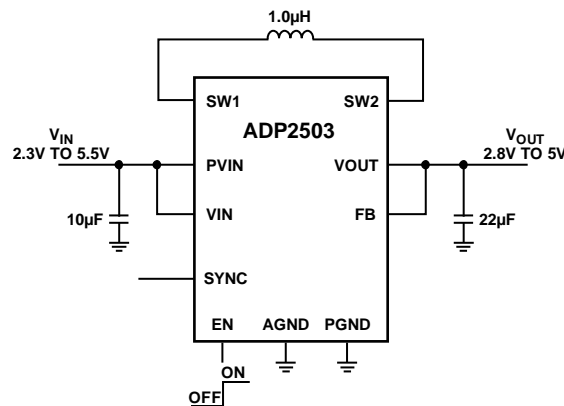 1.0µH
SW1
SW2
ADP2503
VIN
2.3V TO 5.5V
VOUT
2.8V TO 5V
PVIN
VOUT
10µF
VIN
FB
22µF
SYNC
EN
AGND
PGND
ON
OFF